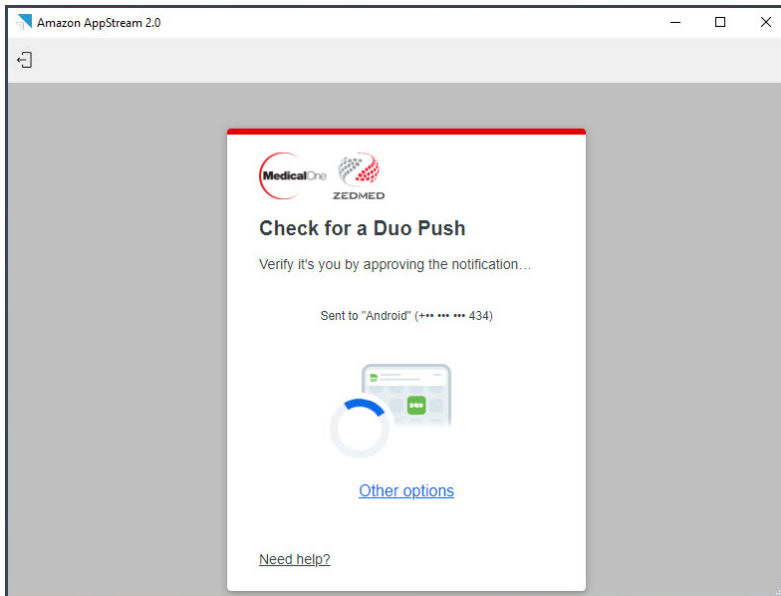 Amazon AppStream 2.0
MedicalOne
ZEDMED
Check for a Duo Push
Verify it's you by approving the notification...
Sent to "Android" (+•• ••• ••• 434)
DUO
Other options
Need help?